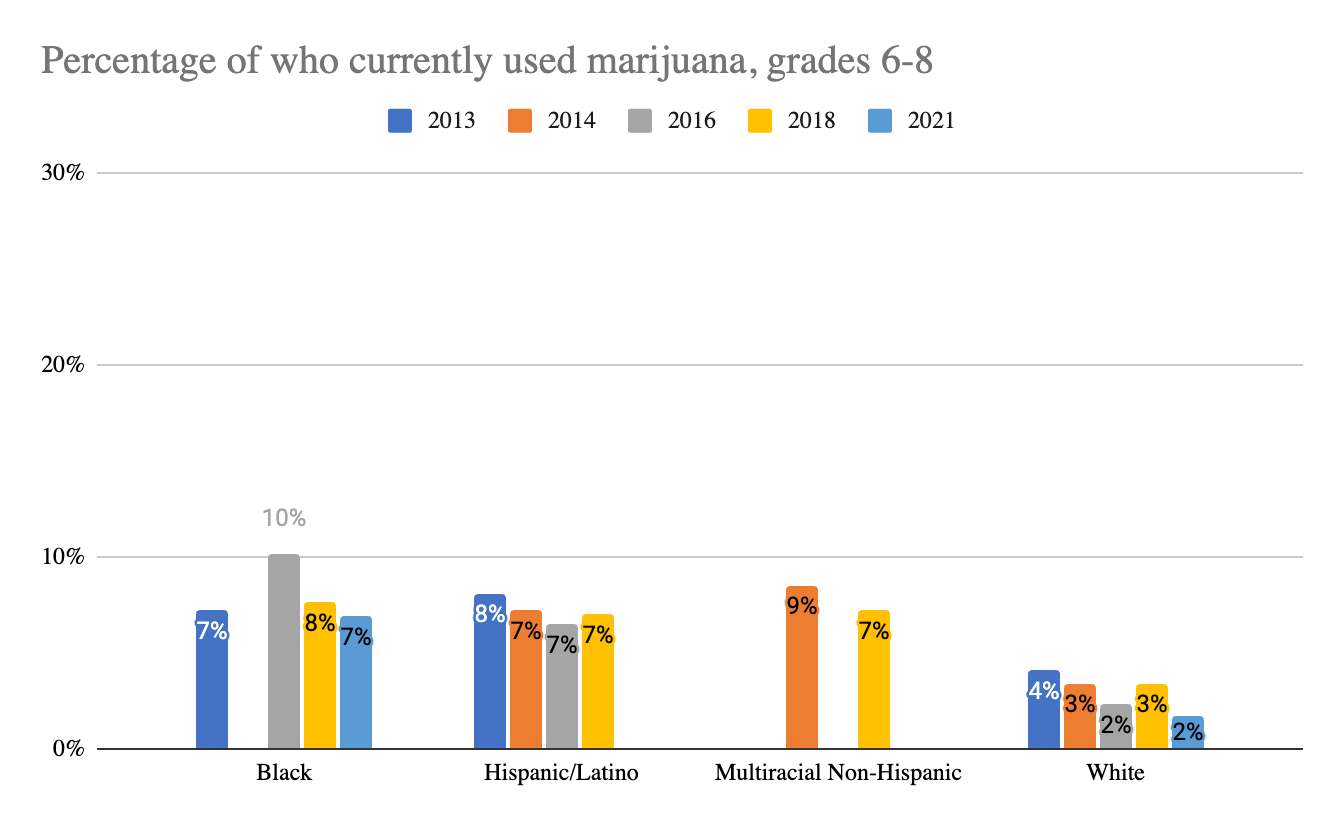 Percentage of who currently used marijuana, grades 6-8
2013 2014 2016 2018 2021
30%
20%
10%
10%
7% 8% 7% 8% 7% 7% 7% 9% 7% 4% 3% 2% 3% 2%
0%
Black Hispanic/Latino Multiracial Non-Hispanic White